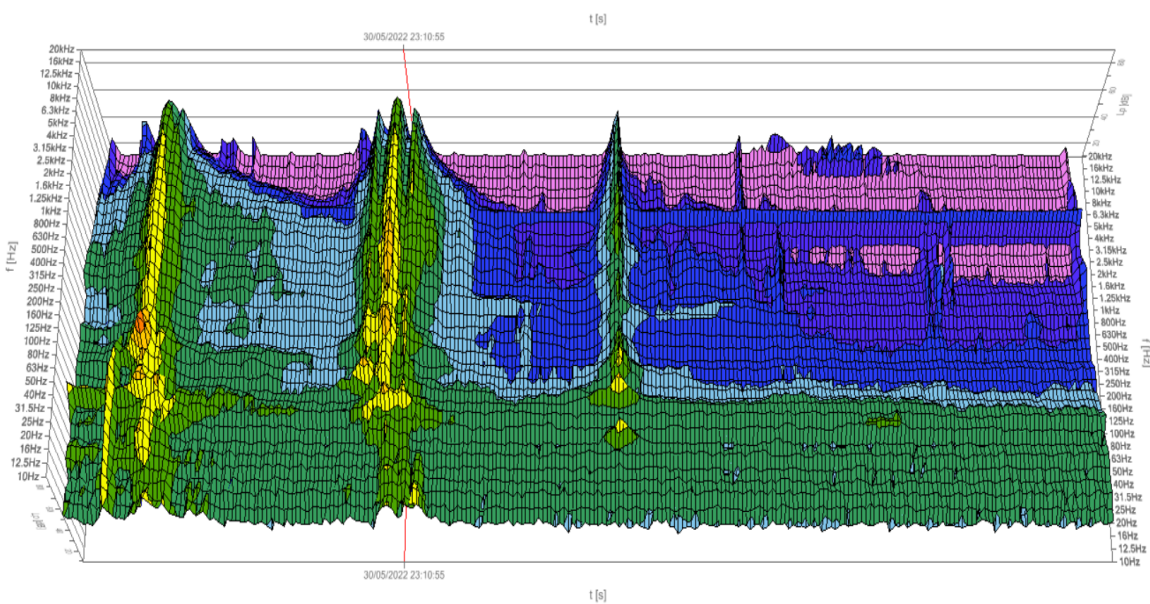 t [s]
30/05/2022 23:10:55
20kHz
16kHz
12.5kHz
10kHz
8kHz
6.3kHz
5kHz
4kHz
3.15kHz
2.5kHz
2kHz
1.6kHz
1.25kHz
1kHz
800Hz
630Hz
500Hz
400Hz
315Hz
250Hz
200Hz
160Hz
125Hz
100Hz
80Hz
63Hz
50Hz
40Hz
31.5Hz
25Hz
20Hz
16Hz
12.5Hz
10Hz
f [Hz]
Lp [dB]
20kHz
16kHz
12.5kHz
10kHz
8kHz
6.3kHz
5kHz
4kHz
3.15kHz
2.5kHz
2kHz
1.6kHz
1.25kHz
1kHz
800Hz
630Hz
500Hz
400Hz
315Hz
250Hz
200Hz
160Hz
125Hz
100Hz
80Hz
63Hz
50Hz
40Hz
31.5Hz
25Hz
20Hz
16Hz
12.5Hz
10Hz
f [Hz]
30/05/2022 23:10:55
t [s]